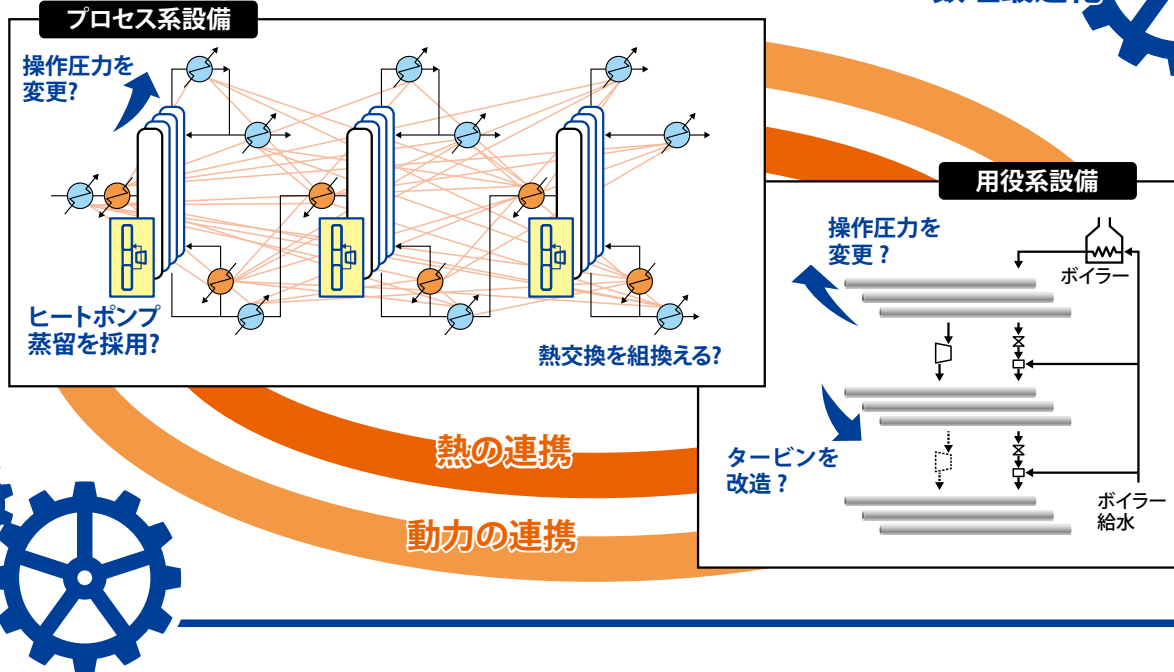 プロセス系設備
操作圧力を
変更?
ヒートポンプ
蒸留を採用?
熱交換を組換える?
用役系設備
操作圧力を
変更？
ボイラー
タービンを
改造？
ボイラー
給水
熱の連携
動力の連携